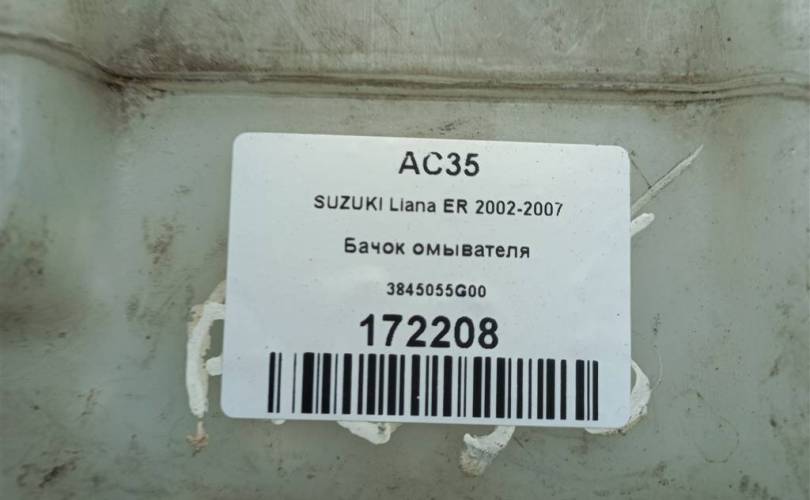 AC35
SUZUKI Liana ER 2002-2007
Бачок омывателя
3845055G00
172208